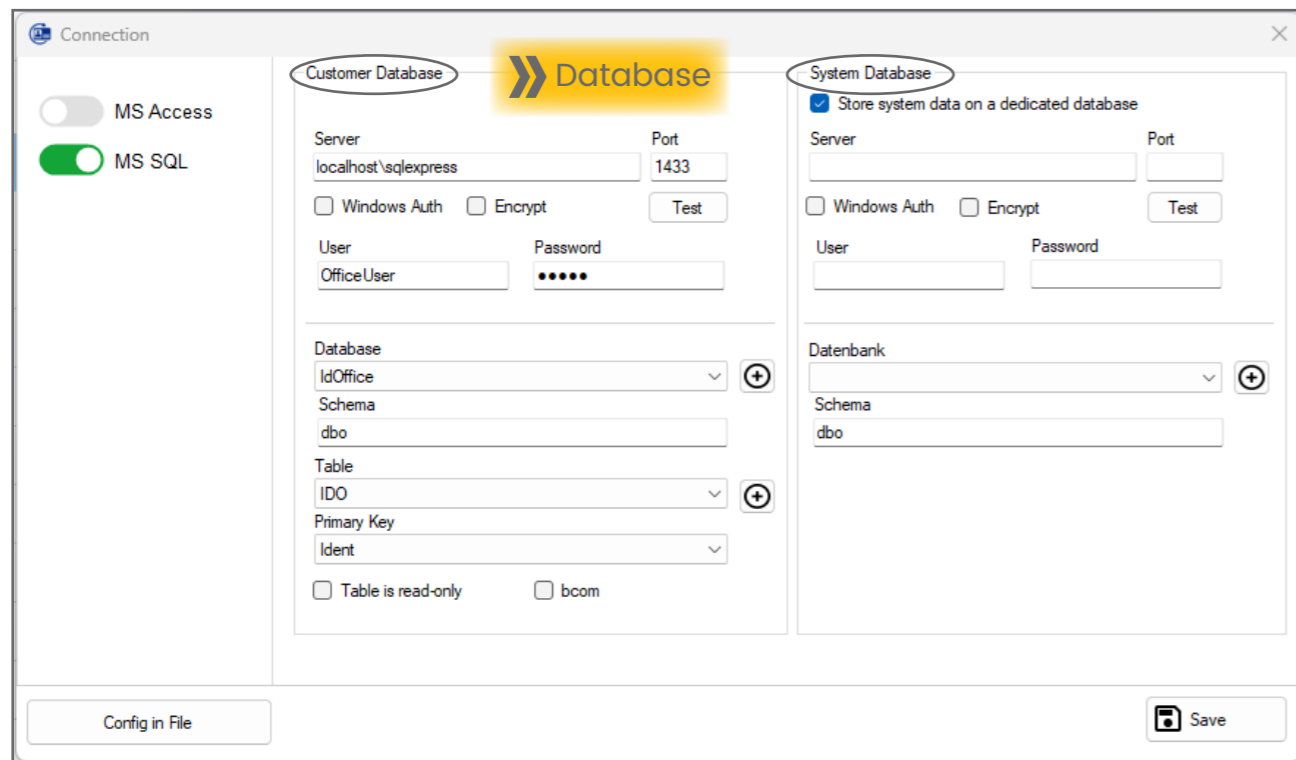 Connection
MS Access
MS SQL
Customer Database
Database
Server
Port
localhost\sqlexpress
1433
Windows Auth
Encrypt
Test
User
Password
OfficeUser
●●●●●
Database
IdOffice
Schema
dbo
Table
IDO
Primary Key
Ident
Table is read-only
bcom
System Database
Store system data on a dedicated database
Server
Port
Windows Auth
Encrypt
Test
User
Password
Datenbank
Schema
dbo
Config in File
Save